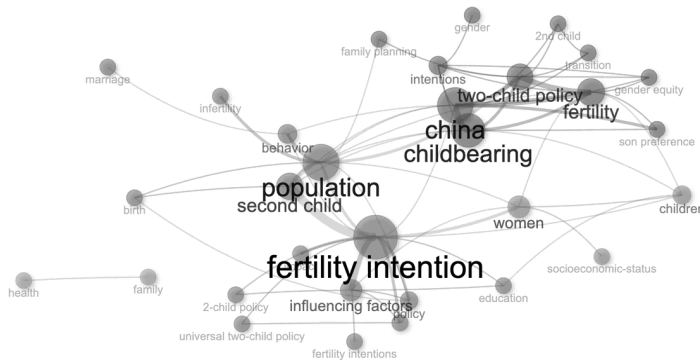 gender
2nd child
family planning
transition
intentions
marriage
gender equity
two-child policy
infertility
fertility
china
son preference
behavior
childbearing
population
second child
birth
children
women
fertility intention
socioeconomic-status
family
health
education
2-child policy
influencing factors
policy
universal two-child policy
fertility intentions